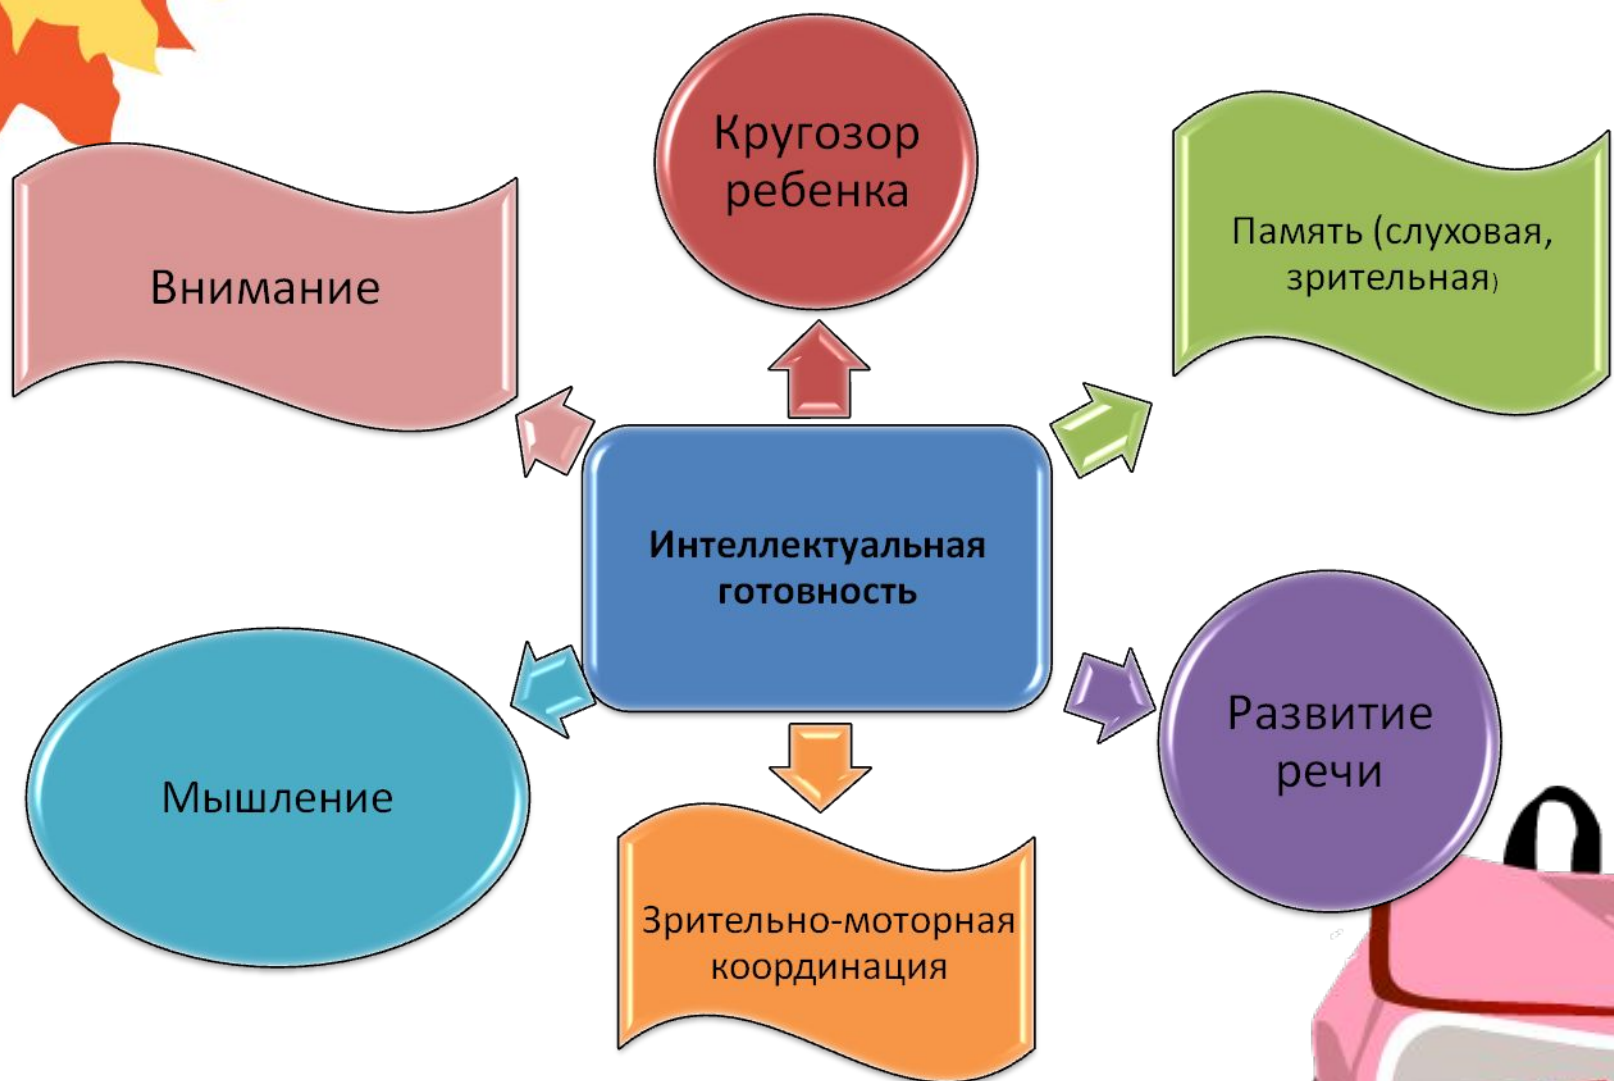 Кругозор
ребенка
Внимание
Память (слуховая,
зрительная)
Интеллектуальная
готовность
Мышление
Развитие
речи
Зрительно-моторная
координация